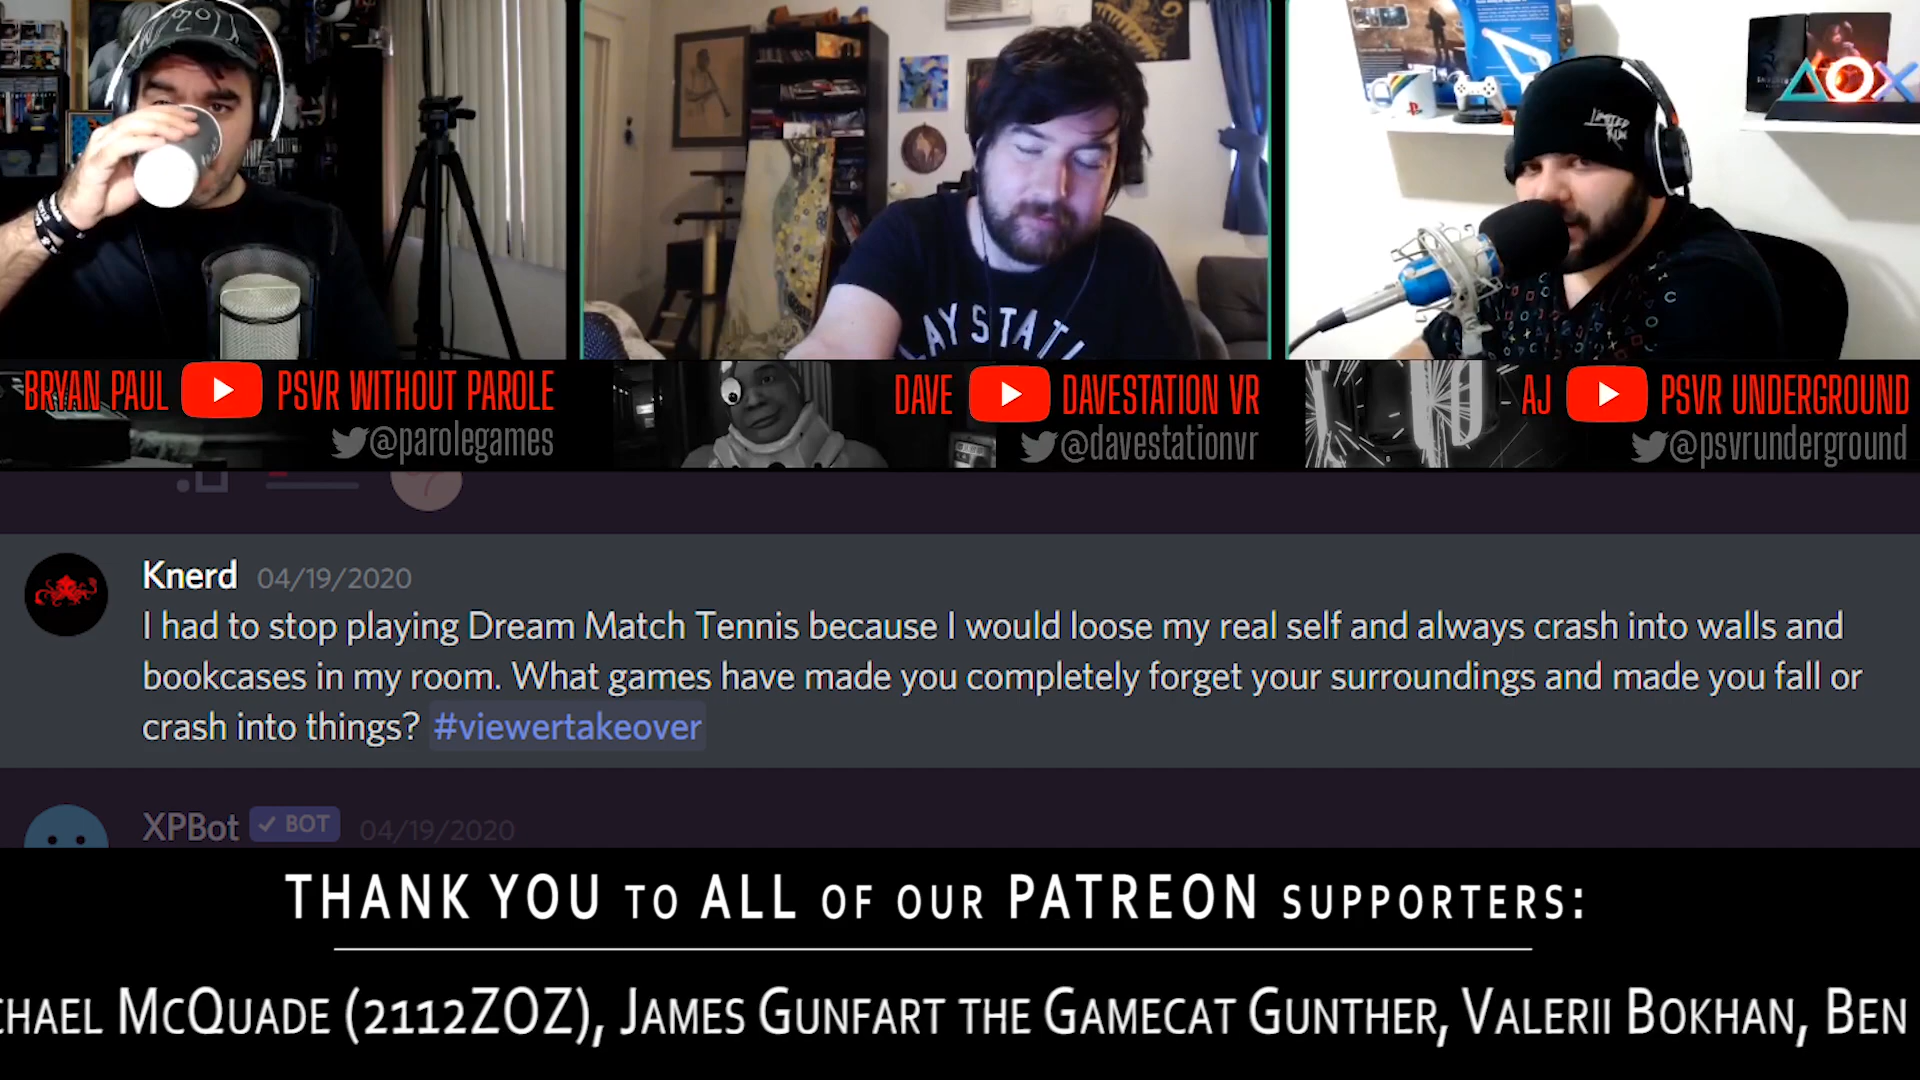 PLAYSTATI
BRYAN PAUL PSVR WITHOUT PAROLE
@parolegames
DAVE DAVESTATION VR
@davestationvr
AJ PSVR UNDERGROUND
@psvrunderground
Knerd 04/19/2020
I had to stop playing Dream Match Tennis because I would loose my real self and always crash into walls and
bookcases in my room. What games have made you completely forget your surroundings and made you fall or
crash into things? #viewertakeover
XPBot ✓ BOT 04/19/2020
THANK YOU TO ALL OF OUR PATREON SUPPORTERS:
CHAEL MCQUADE (2112ZOZ), JAMES GUNFART THE GAMECAT GUNTHER, VALERII BOKHAN, BEN